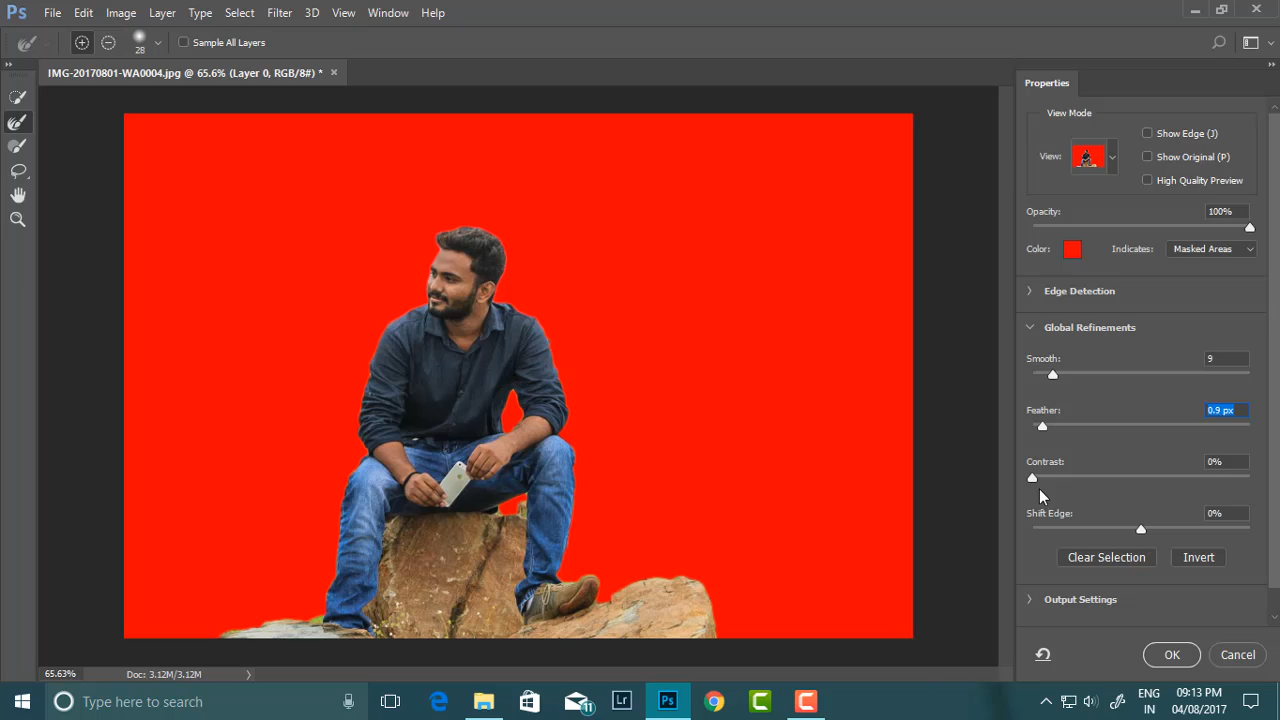 Ps File Edit Image Layer Type Select Filter 3D View Window Help
28 Sample All Layers
IMG-20170801-WA0004.jpg @ 65.6% (Layer 0, RGB/8#) *
Properties
View Mode
Show Edge (J)
View:
Show Original (P)
High Quality Preview
Opacity: 100%
Color: Indicates: Masked Areas
Edge Detection
Global Refinements
Smooth: 9
Feather: 0.9 px
Contrast: 0%
Shift Edge: 0%
Clear Selection Invert
Output Settings
OK Cancel
65.63% Doc: 3.12M/3.12M
Type here to search
11
Lr
Ps
ENG
IN
09:13 PM
04/08/2017